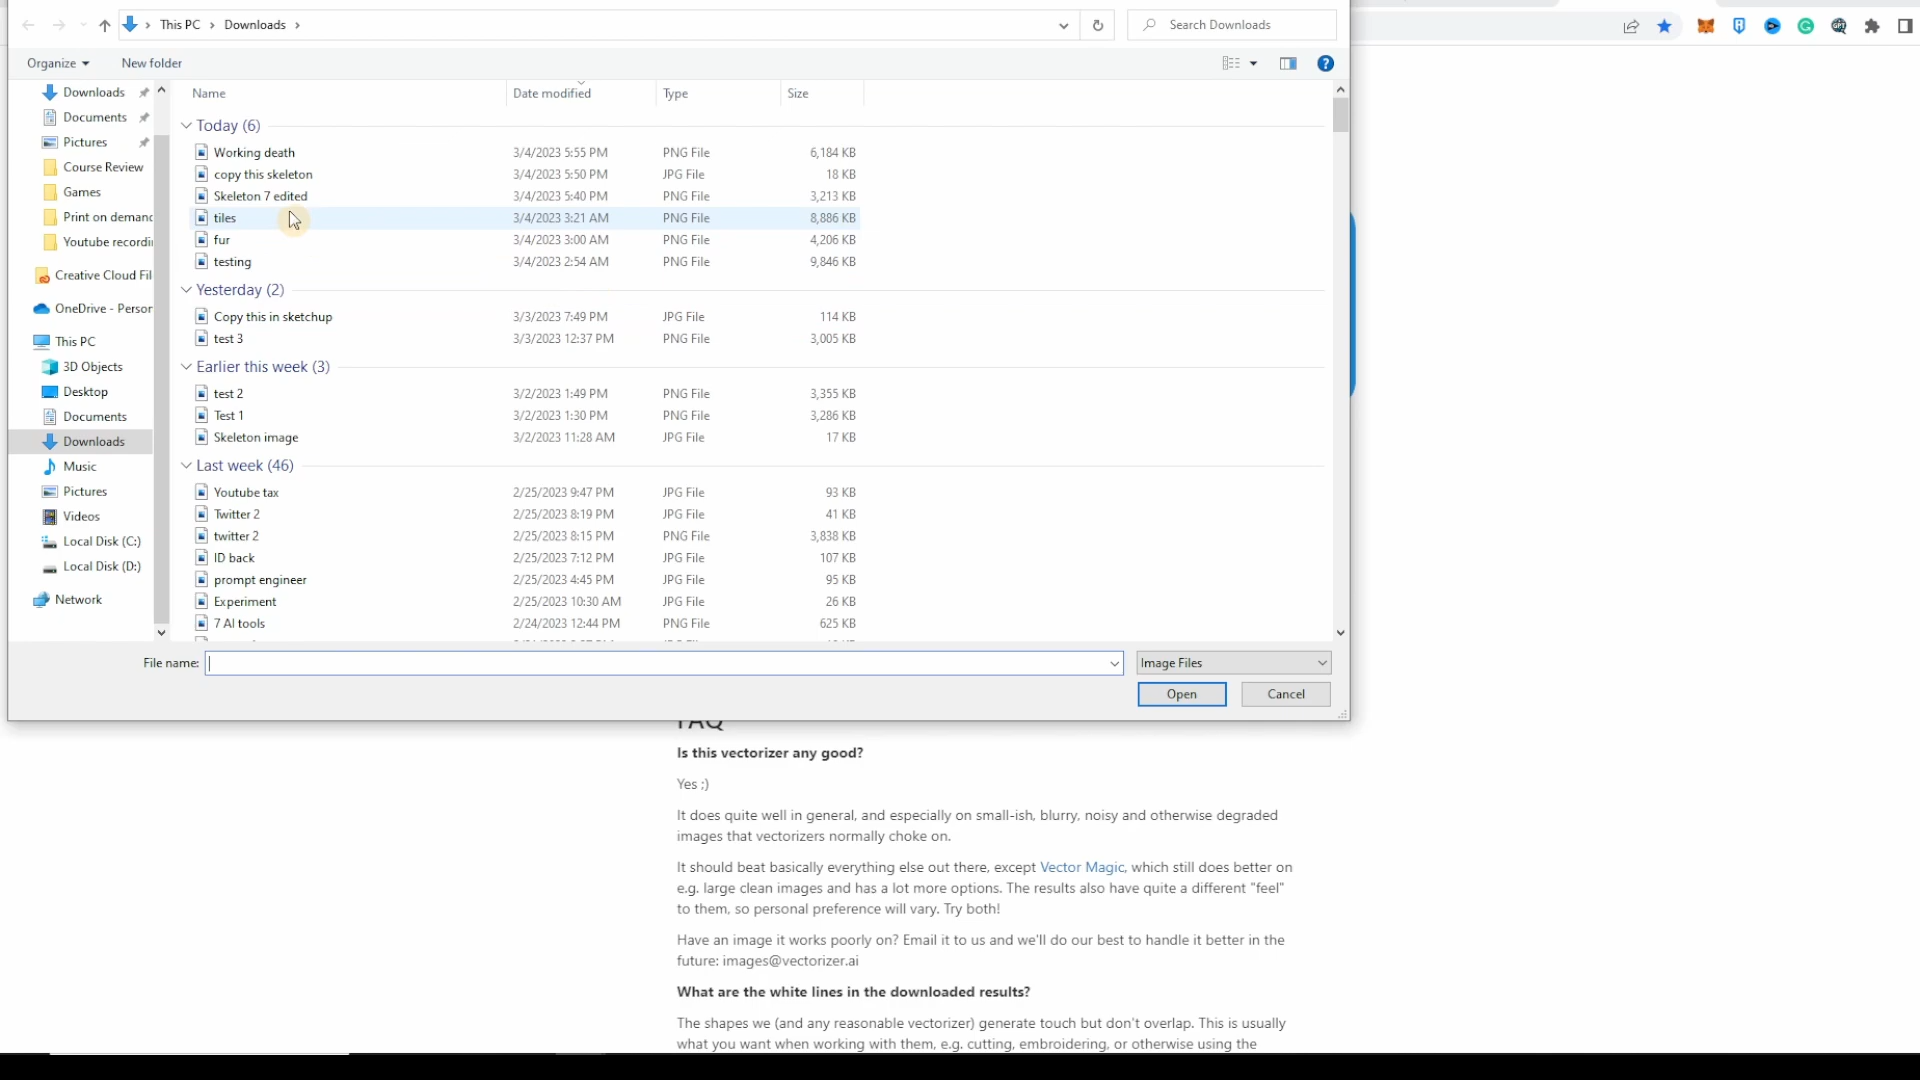 This PC > Downloads >
Search Downloads
Organize
New folder
Name
Date modified
Type
Size
Downloads
Documents
Pictures
Course Review
Games
Print on demand
Youtube recordi
Creative Cloud Fil
OneDrive - Person
This PC
3D Objects
Desktop
Documents
Downloads
Music
Pictures
Videos
Local Disk (C:)
Local Disk (D:)
Network
Today (6)
Working death 3/4/2023 5:55 PM PNG File 6,184 KB
copy this skeleton 3/4/2023 5:50 PM JPG File 18 KB
Skeleton 7 edited 3/4/2023 5:40 PM PNG File 3,213 KB
tiles 3/4/2023 3:21 AM PNG File 8,886 KB
fur 3/4/2023 3:00 AM PNG File 4,206 KB
testing 3/4/2023 2:54 AM PNG File 9,846 KB
Yesterday (2)
Copy this in sketchup 3/3/2023 7:49 PM JPG File 114 KB
test 3 3/3/2023 12:37 PM PNG File 3,005 KB
Earlier this week (3)
test 2 3/2/2023 1:49 PM PNG File 3,355 KB
Test 1 3/2/2023 1:30 PM PNG File 3,286 KB
Skeleton image 3/2/2023 11:28 AM JPG File 17 KB
Last week (46)
Youtube tax 2/25/2023 9:47 PM JPG File 93 KB
Twitter 2 2/25/2023 8:19 PM JPG File 41 KB
twitter 2 2/25/2023 8:15 PM PNG File 3,838 KB
ID back 2/25/2023 7:12 PM JPG File 107 KB
prompt engineer 2/25/2023 4:45 PM JPG File 95 KB
Experiment 2/25/2023 10:30 AM JPG File 26 KB
7 AI tools 2/24/2023 12:44 PM PNG File 625 KB
File name:
Image Files
Open
Cancel
FAQ
Is this vectorizer any good?
Yes ;)
It does quite well in general, and especially on small-ish, blurry, noisy and otherwise degraded
images that vectorizers normally choke on.
It should beat basically everything else out there, except Vector Magic, which still does better on
e.g. large clean images and has a lot more options. The results also have quite a different "feel"
to them, so personal preference will vary. Try both!
Have an image it works poorly on? Email it to us and we'll do our best to handle it better in the
future: images@vectorizer.ai
What are the white lines in the downloaded results?
The shapes we (and any reasonable vectorizer) generate touch but don't overlap. This is usually
what you want when working with them, e.g. cutting, embroidering, or otherwise using the